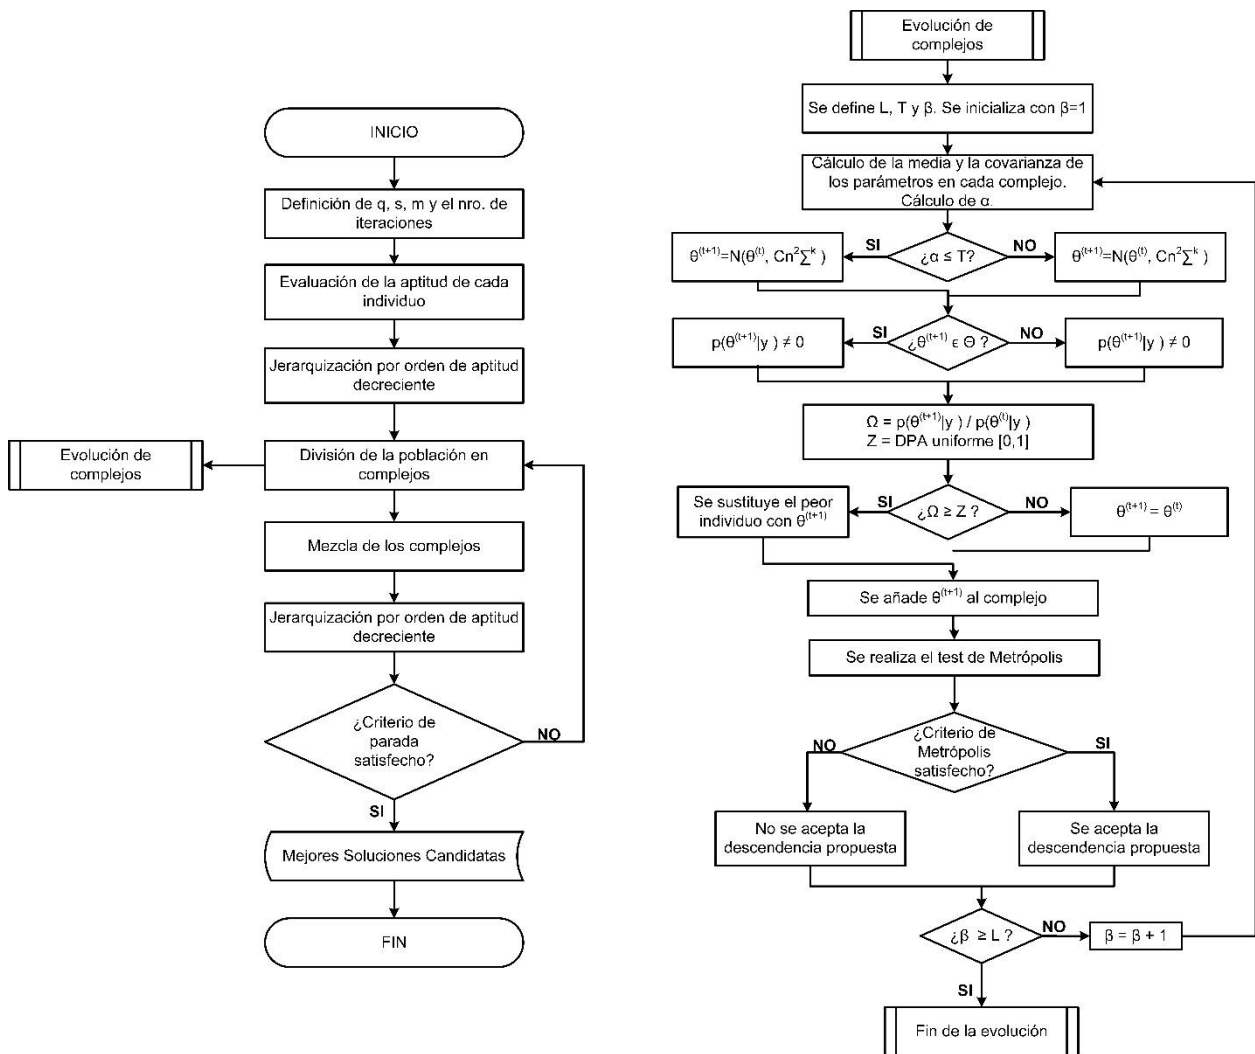 INICIO
Definición de q, s, m y el nro. de
iteraciones
Evaluación de la aptitud de cada
individuo
Jerarquización por orden de aptitud
decreciente
Evolución de
complejos
División de la población en
complejos
Mezcla de los complejos
Jerarquización por orden de aptitud
decreciente
¿Criterio de
parada
satisfecho?
NO
SI
Mejores Soluciones Candidatas
FIN
Evolución de
complejos
Se define L, T y β. Se inicializa con β=1
Cálculo de la media y la covarianza de
los parámetros en cada complejo.
Cálculo de α.
θ⁽ᵗ⁺¹⁾=N(θ⁽ᵗ⁾, Cn²∑ᵏ )
SI
¿α ≤ T?
NO
θ⁽ᵗ⁺¹⁾=N(θ⁽ᵗ⁾, Cn²∑ᵏ )
p(θ⁽ᵗ⁺¹⁾|y ) ≠ 0
SI
¿θ⁽ᵗ⁺¹⁾ ϵ Θ ?
NO
p(θ⁽ᵗ⁺¹⁾|y ) ≠ 0
Ω = p(θ⁽ᵗ⁺¹⁾|y ) / p(θ⁽ᵗ⁾|y )
Z = DPA uniforme [0,1]
Se sustituye el peor
individuo con θ⁽ᵗ⁺¹⁾
SI
¿Ω ≥ Z ?
NO
θ⁽ᵗ⁺¹⁾ = θ⁽ᵗ⁾
Se añade θ⁽ᵗ⁺¹⁾ al complejo
Se realiza el test de Metrópolis
¿Criterio de
Metrópolis
satisfecho?
NO
SI
No se acepta la
descendencia propuesta
Se acepta la
descendencia propuesta
¿β ≥ L ?
NO
β = β + 1
SI
Fin de la evolución